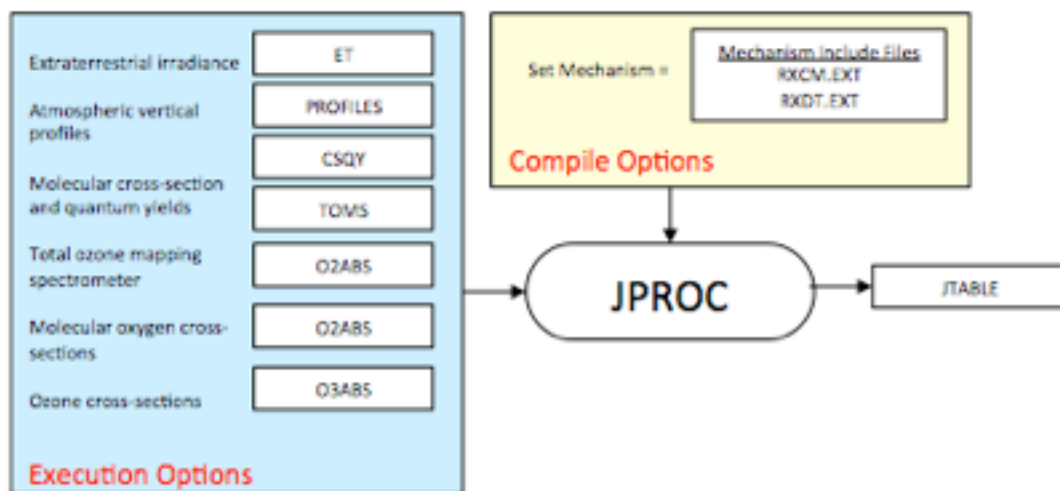 Extraterrestrial irradiance
ET
Atmospheric vertical
profiles
PROFILES
CSQY
Molecular cross-section
and quantum yields
TOMS
Total ozone mapping
spectrometer
O2ABS
Molecular oxygen cross-
sections
O2ABS
Ozone cross-sections
O3ABS
Execution Options
Set Mechanism =
Mechanism Include Files
RXCM.EXT
RXDT.EXT
Compile Options
JPROC
JTABLE